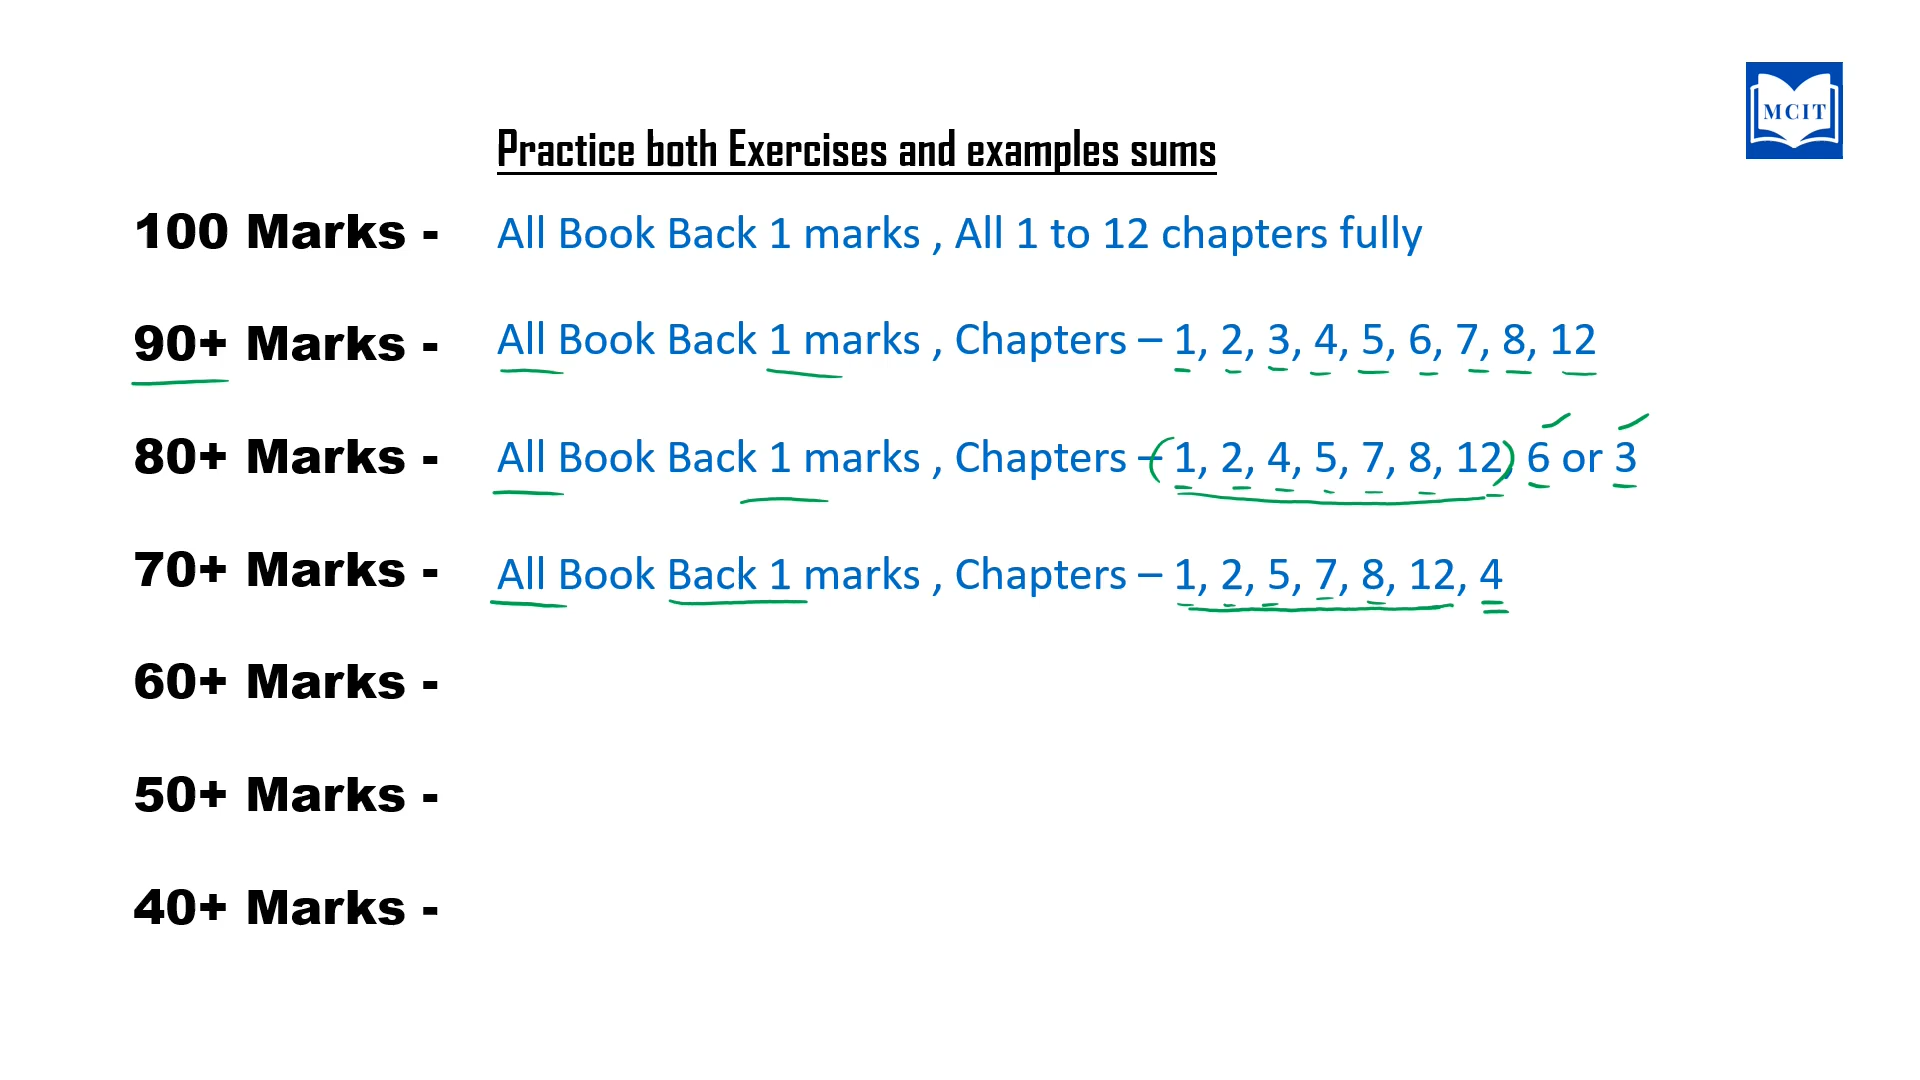 MCIT
Practice both Exercises and examples sums
100 Marks - All Book Back 1 marks , All 1 to 12 chapters fully
90+ Marks - All Book Back 1 marks , Chapters – 1, 2, 3, 4, 5, 6, 7, 8, 12
80+ Marks - All Book Back 1 marks , Chapters – (1, 2, 4, 5, 7, 8, 12), 6 or 3
70+ Marks - All Book Back 1 marks , Chapters – 1, 2, 5, 7, 8, 12, 4
60+ Marks -
50+ Marks -
40+ Marks -